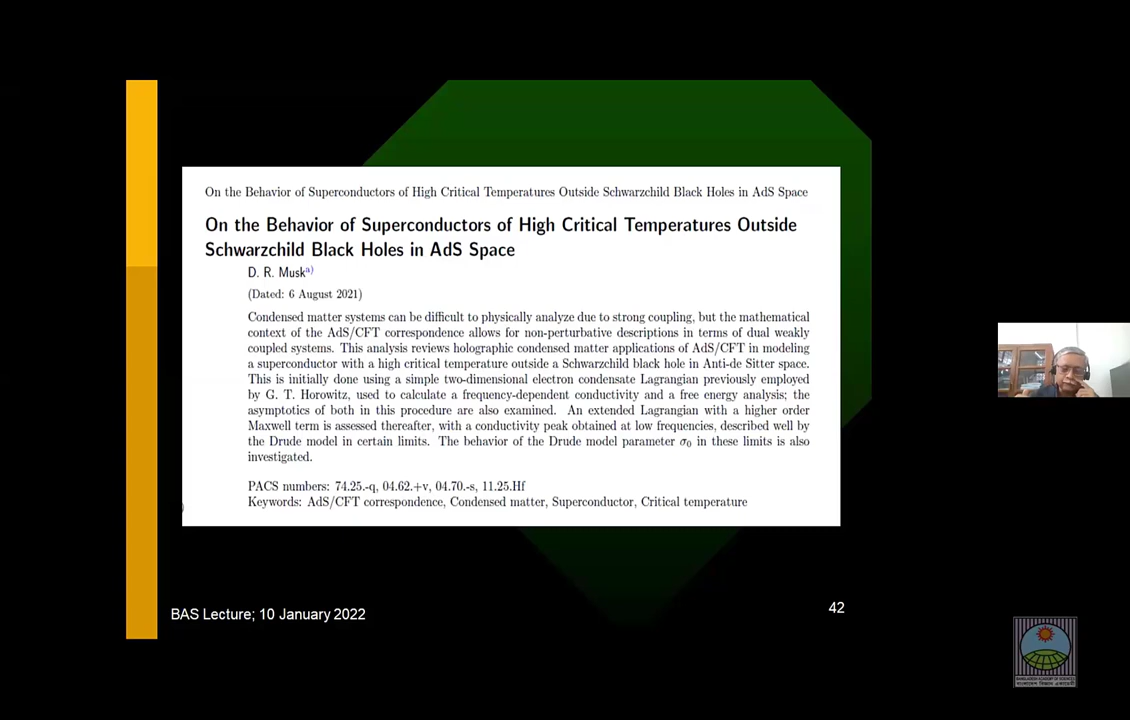 On the Behavior of Superconductors of High Critical Temperatures Outside Schwarzchild Black Holes in AdS Space
On the Behavior of Superconductors of High Critical Temperatures Outside
Schwarzchild Black Holes in AdS Space
D. R. Musk a)
(Dated: 6 August 2021)
Condensed matter systems can be difficult to physically analyze due to strong coupling, but the mathematical
context of the AdS/CFT correspondence allows for non-perturbative descriptions in terms of dual weakly
coupled systems. This analysis reviews holographic condensed matter applications of AdS/CFT in modeling
a superconductor with a high critical temperature outside a Schwarzschild black hole in Anti-de Sitter space.
This is initially done using a simple two-dimensional electron condensate Lagrangian previously employed
by G. T. Horowitz, used to calculate a frequency-dependent conductivity and a free energy analysis; the
asymptotics of both in this procedure are also examined. An extended Lagrangian with a higher order
Maxwell term is assessed thereafter, with a conductivity peak obtained at low frequencies, described well by
the Drude model in certain limits. The behavior of the Drude model parameter σ0 in these limits is also
investigated.
PACS numbers: 74.25.-q, 04.62.+v, 04.70.-s, 11.25.Hf
Keywords: AdS/CFT correspondence, Condensed matter, Superconductor, Critical temperature
BAS Lecture; 10 January 2022
42